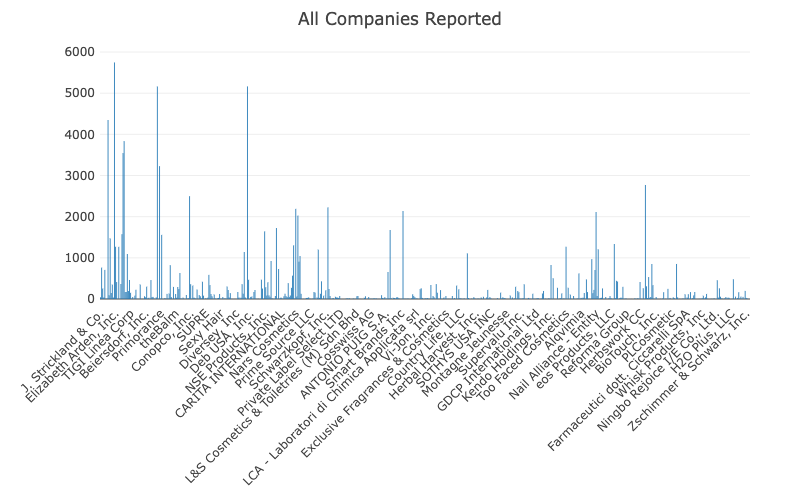 All Companies Reported
6000
5000
4000
3000
2000
1000
0
J. Strickland & Co.
Elizabeth Arden, Inc.
TIGI Linea Corp
Beiersdorf, Inc.
Primorance
theBalm
Conopco, Inc.
SUPRE
Sexy Hair
Diversey, Inc
Deb USA, Inc
NSE Products, Inc.
CARITA INTERNATIONAL
Nars Cosmetics
Prime Source LLC
Schwarzkopf Inc.
Private Label Select LTD
L&S Cosmetics & Toiletries (M) Sdn Bhd
Cosswiss AG
ANTONIO PUIG S.A.
Smart Brands Inc
LCA - Laboratori di Chimica Applicata srl
Vi-Jon, Inc.
Exclusive Fragrances & Cosmetics
Country Life, LLC
Herbal Harvest, Inc.
SOTHYS USA INC
Montagne Jeunesse
Supervalu Inc.
GDCP International Ltd
Kendo Holdings, Inc.
Too Faced Cosmetics
Alqvimia
Nail Alliance - Entity
eos Products, LLC
Reforma Group
Herbswork CC
BioTouch, Inc.
PLCosmetic
Farmaceutici dott. Ciccarelli SPA
Whisk Products, Inc
Ningbo Rejoice I/E Co., Ltd.
H2O Plus, LLC
Zschimmer & Schwarz, Inc.